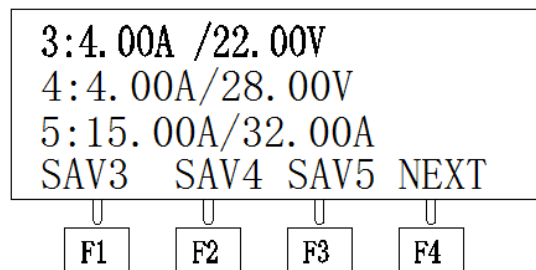 3:4.00A /22.00V
4:4.00A/28.00V
5:15.00A/32.00A
SAV3 SAV4 SAV5 NEXT
F1 F2 F3 F4